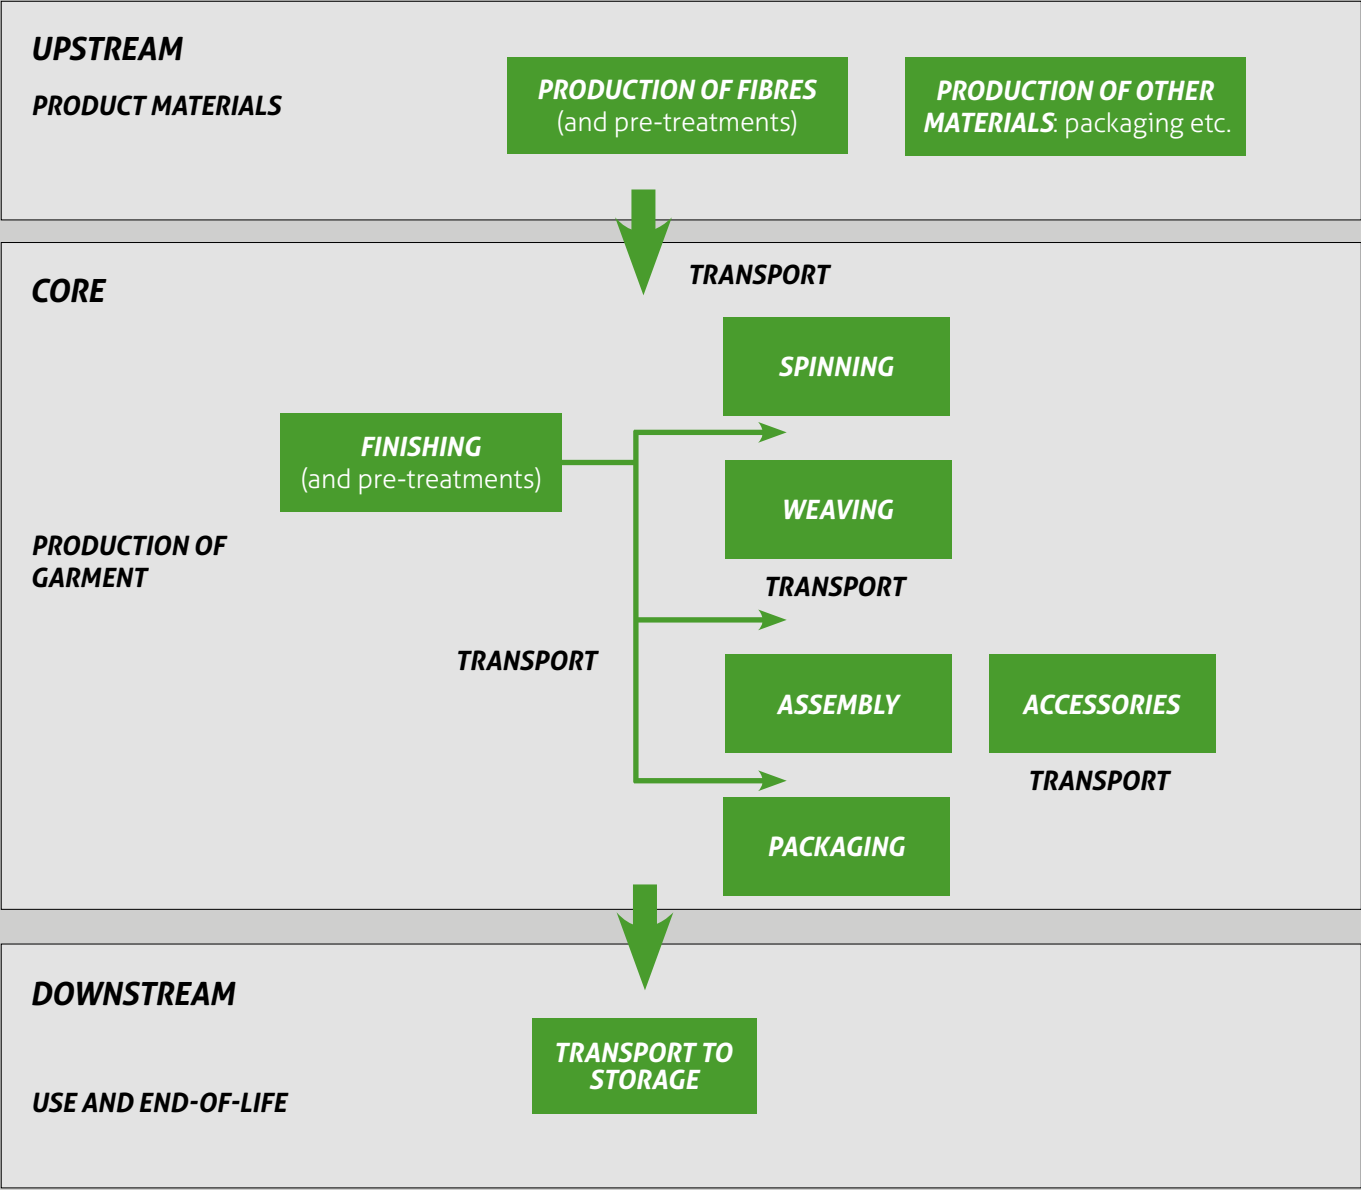 UPSTREAM
PRODUCT MATERIALS
PRODUCTION OF FIBRES
(and pre-treatments)
PRODUCTION OF OTHER
MATERIALS: packaging etc.
CORE
TRANSPORT
SPINNING
FINISHING
(and pre-treatments)
WEAVING
PRODUCTION OF
GARMENT
TRANSPORT
TRANSPORT
ASSEMBLY
ACCESSORIES
TRANSPORT
PACKAGING
DOWNSTREAM
TRANSPORT TO
STORAGE
USE AND END-OF-LIFE